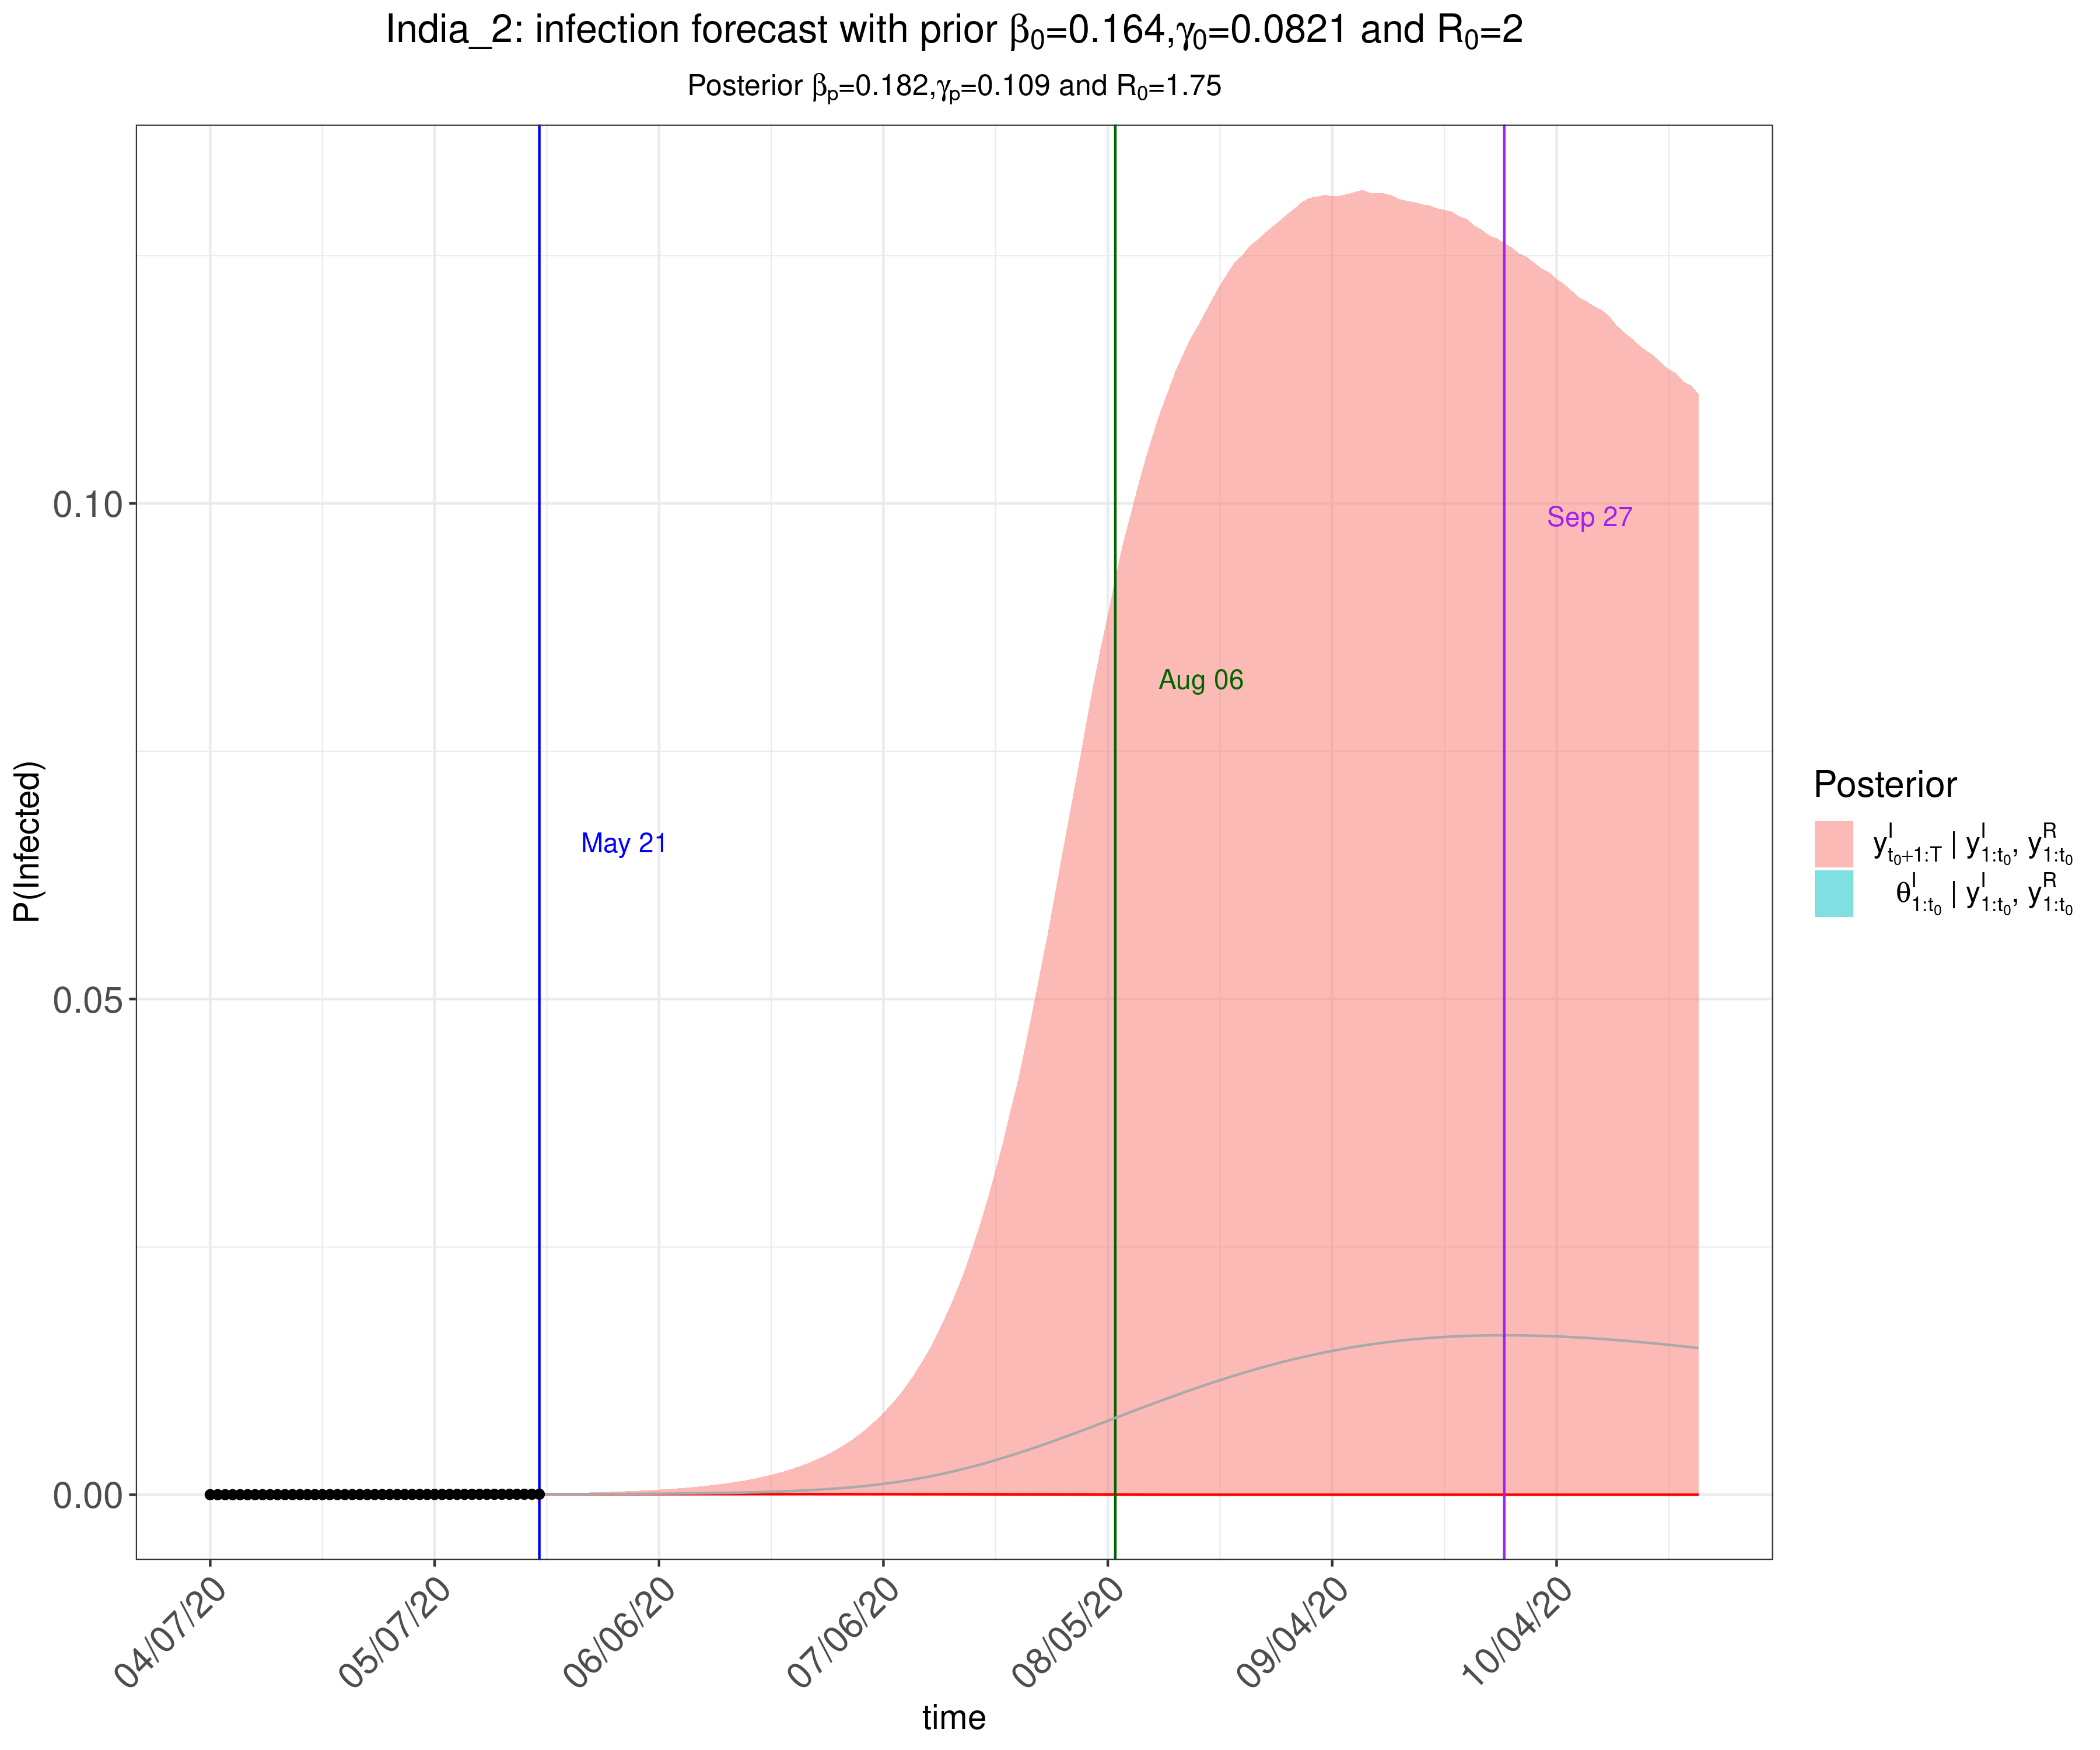 India_2: infection forecast with prior β₀=0.164,γ₀=0.0821 and R₀=2
Posterior βₚ=0.182,γₚ=0.109 and R₀=1.75
P(Infected)
0.10
0.05
0.00
May 21
Aug 06
Sep 27
04/07/20
05/07/20
06/06/20
07/06/20
08/05/20
09/04/20
10/04/20
time
Posterior
y^I_{t₀+1:T} | y^I_{1:t₀}, y^R_{1:t₀}
θ^I_{1:t₀} | y^I_{1:t₀}, y^R_{1:t₀}